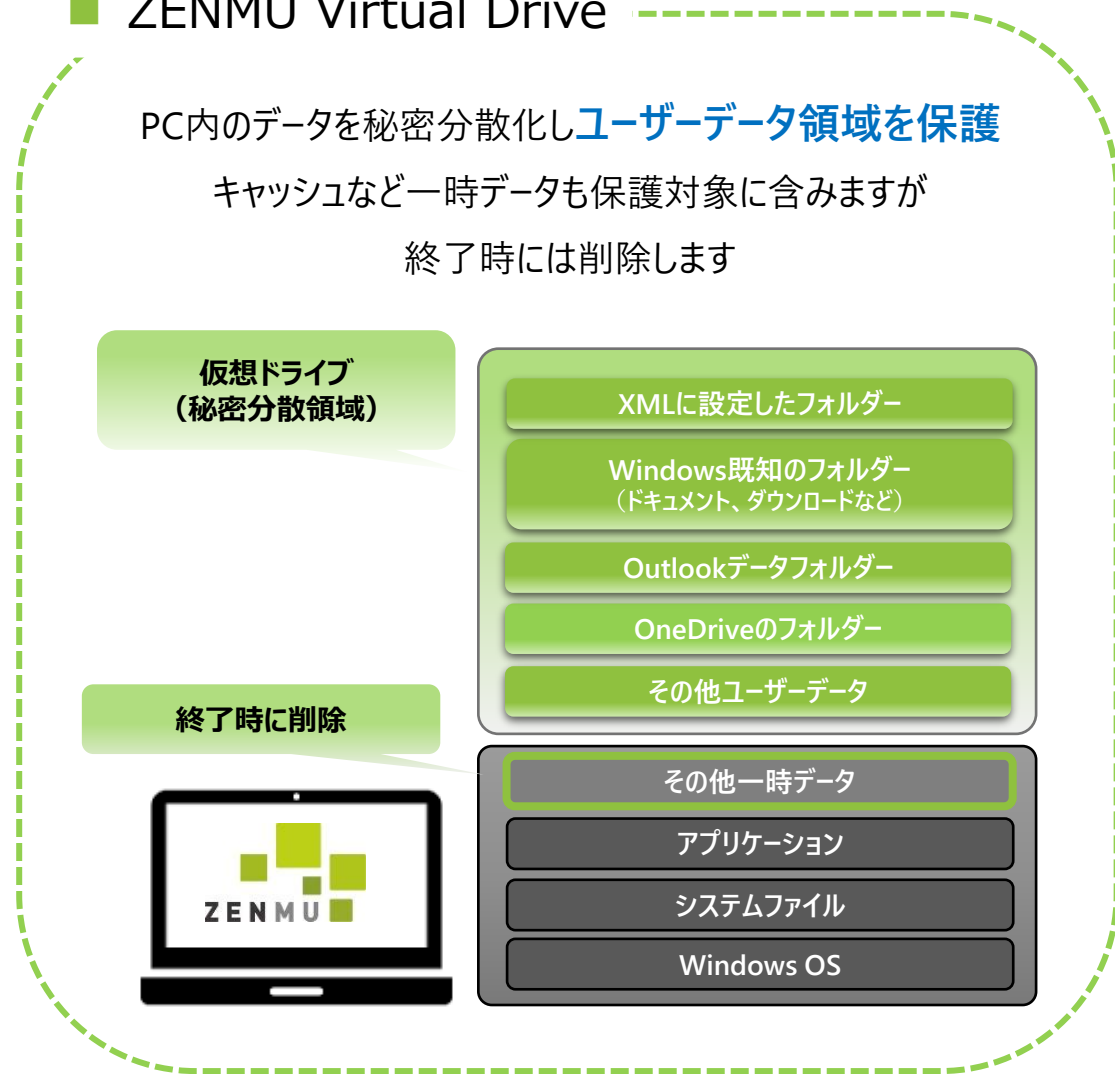 ZENMU Virtual Drive
PC内のデータを秘密分散化しユーザーデータ領域を保護
キャッシュなど一時データも保護対象に含みますが
終了時には削除します
仮想ドライブ
（秘密分散領域）
XMLに設定したフォルダー
Windows既知のフォルダー
（ドキュメント、ダウンロードなど）
Outlookデータフォルダー
OneDriveのフォルダー
その他ユーザーデータ
終了時に削除
その他一時データ
アプリケーション
システムファイル
Windows OS
ZENMU